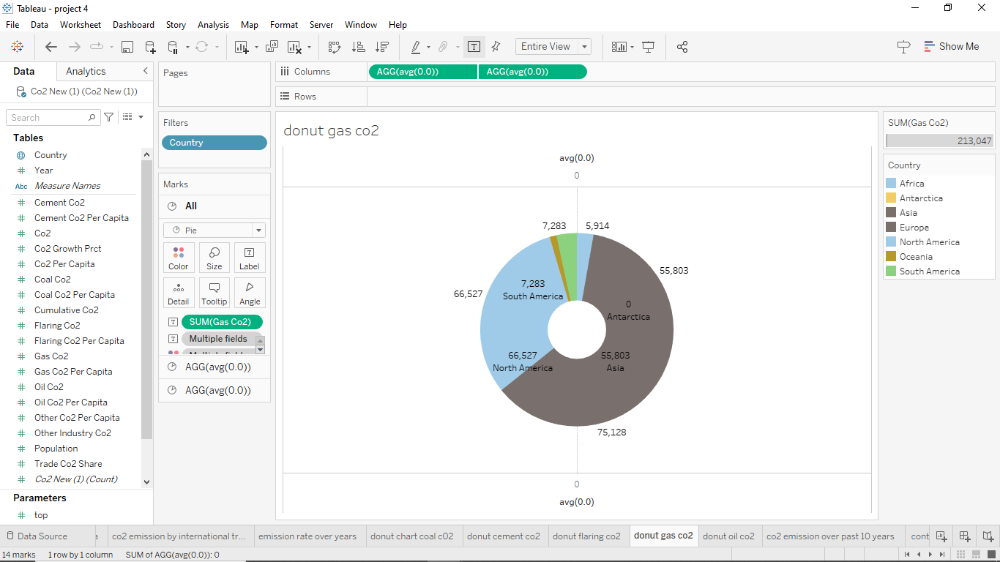 Tableau - project 4
File Data Worksheet Dashboard Story Analysis Map Format Server Window Help
Entire View
Show Me
Data Analytics
Co2 New (1) (Co2 New (1))
Search
Tables
Country
Year
Abc Measure Names
Cement Co2
Cement Co2 Per Capita
Co2
Co2 Growth Prct
Co2 Per Capita
Coal Co2
Coal Co2 Per Capita
Cumulative Co2
Flaring Co2
Flaring Co2 Per Capita
Gas Co2
Gas Co2 Per Capita
Oil Co2
Oil Co2 Per Capita
Other Co2 Per Capita
Other Industry Co2
Population
Trade Co2 Share
Co2 New (1) (Count)
Parameters
top
Pages
Filters
Country
Marks
All
Pie
Color Size Label
Detail Tooltip Angle
SUM(Gas Co2)
Multiple fields
AGG(avg(0.0))
AGG(avg(0.0))
Columns AGG(avg(0.0)) AGG(avg(0.0))
Rows
donut gas co2
avg(0.0)
0
7,283 5,914
55,803
66,527
7,283
South America
0
Antarctica
66,527
North America
55,803
Asia
75,128
0
avg(0.0)
SUM(Gas Co2)
213,047
Country
Africa
Antarctica
Asia
Europe
North America
Oceania
South America
Data Source co2 emission by international tr... emission rate over years donut chart coal c02 donut cement co2 donut flaring co2 donut gas co2 donut oil co2 co2 emission over past 10 years cont
14 marks 1 row by 1 column SUM of AGG(avg(0.0)): 0